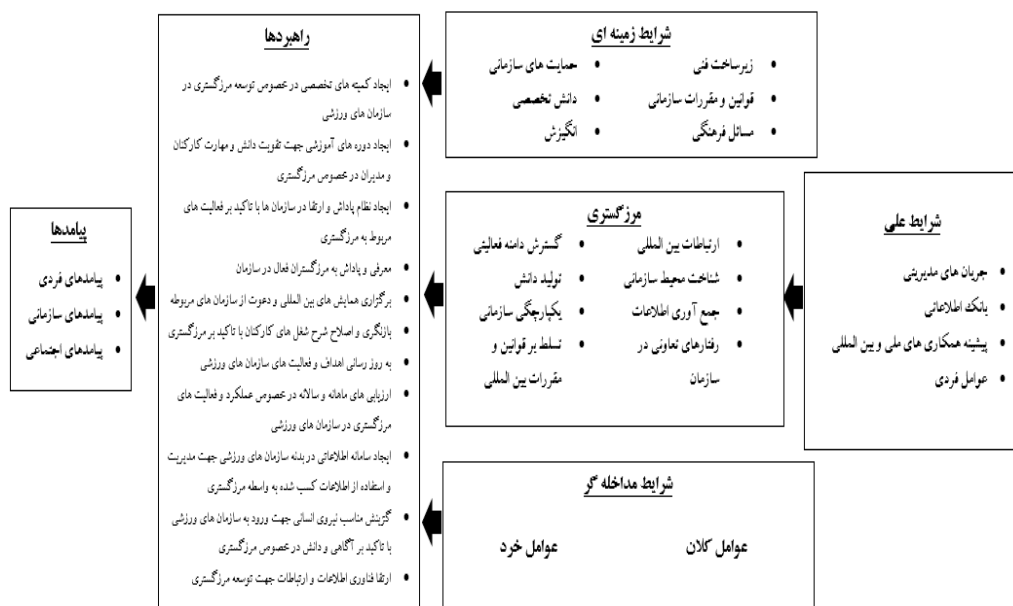 شرایط علی
جریان های مدیریتی
بانک اطلاعاتی
پیشینه همکاری های ملی و بین المللی
عوامل فردی
شرایط زمینه ای
زیرساخت فنی
قوانین و مقررات سازمانی
مسائل فرهنگی
حمایت های سازمانی
دانش تخصصی
انگیزش
مرزگستری
ارتباطات بین المللی
شناخت محیط سازمانی
جمع آوری اطلاعات
رفتارهای تعاونی در
سازمان
گسترش دامنه فعالیتی
تولید دانش
یکپارچگی سازمانی
تسلط بر قوانین و
مقررات بین المللی
شرایط مداخله گر
عوامل کلان
عوامل خرد
راهبردها
ایجاد کمیته های تخصصی در خصوص توسعه مرزگستری در
سازمان های ورزشی
ایجاد دوره های آموزشی جهت تقویت دانش و مهارت کارکنان
و مدیران در خصوص مرزگستری
ایجاد نظام پاداش و ارتقا در سازمان ها با تاکید بر فعالیت های
مربوط به مرزگستری
معرفی و پاداش به مرزگستران فعال در سازمان
برگزاری همایش های بین المللی و دعوت از سازمان های مربوطه
بازنگری و اصلاح شرح شغل های کارکنان با تاکید بر مرزگستری
به روز رسانی اهداف و فعالیت های سازمان های ورزشی
ارزیابی های ماهانه و سالانه در خصوص عملکرد و فعالیت های
مرزگستری در سازمان های ورزشی
ایجاد سامانه اطلاعاتی در بدنه سازمان های ورزشی جهت مدیریت
و استفاده از اطلاعات کسب شده به واسطه مرزگستری
گزینش مناسب نیروی انسانی جهت ورود به سازمان های ورزشی
با تاکید بر آگاهی و دانش در خصوص مرزگستری
ارتقا فناوری اطلاعات و ارتباطات جهت توسعه مرزگستری
پیامدها
پیامدهای فردی
پیامدهای سازمانی
پیامدهای اجتماعی